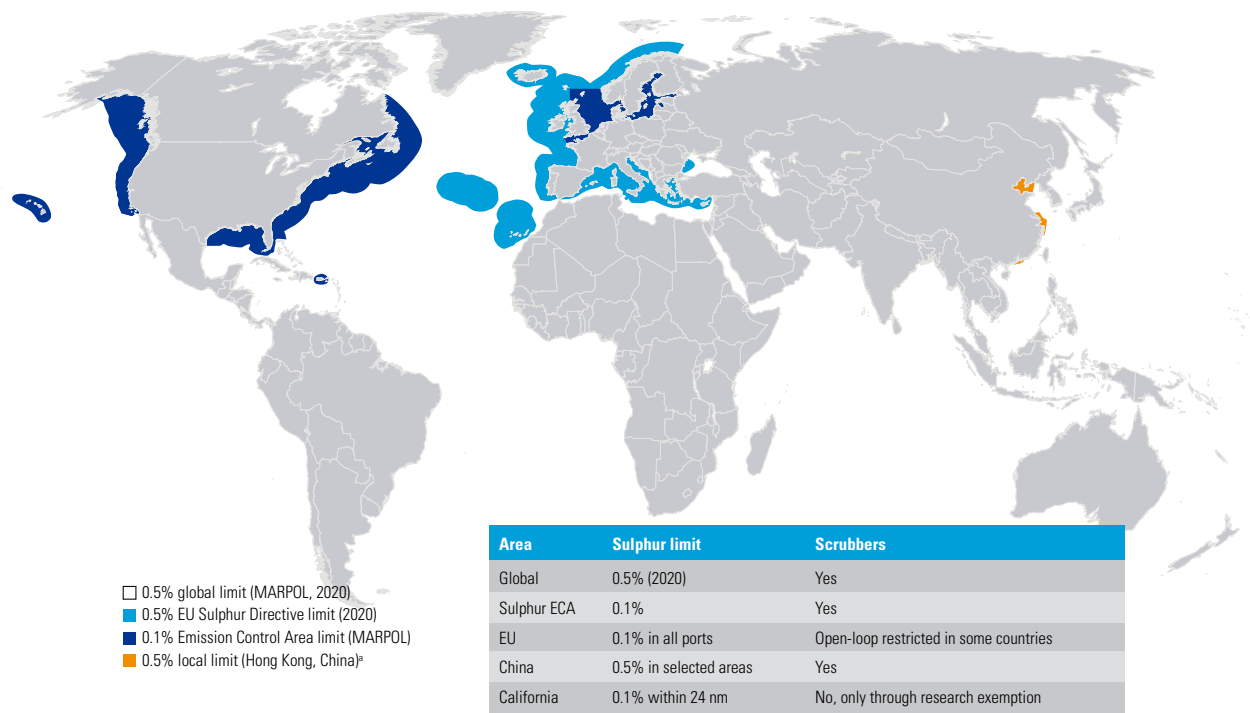 0.5% global limit (MARPOL, 2020)
0.5% EU Sulphur Directive limit (2020)
0.1% Emission Control Area limit (MARPOL)
0.5% local limit (Hong Kong, China)ª
Area Sulphur limit Scrubbers
Global 0.5% (2020) Yes
Sulphur ECA 0.1% Yes
EU 0.1% in all ports Open-loop restricted in some countries
China 0.5% in selected areas Yes
California 0.1% within 24 nm No, only through research exemption